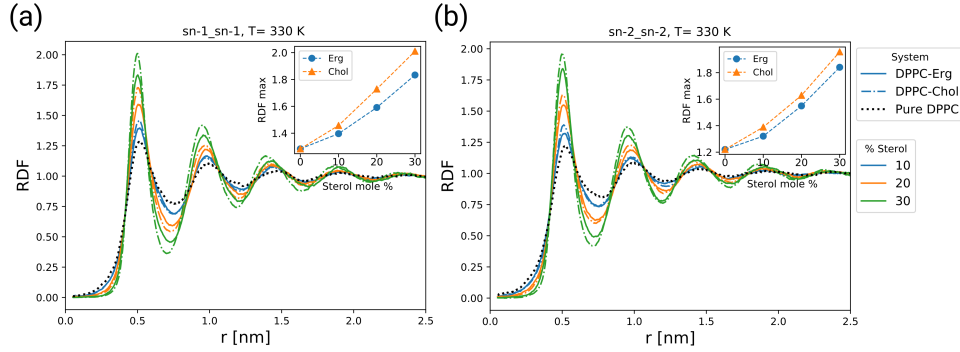 (a)
sn-1_sn-1, T= 330 K
RDF
2.00
1.75
1.50
1.25
1.00
0.75
0.50
0.25
0.00
0.0 0.5 1.0 1.5 2.0 2.5
r [nm]
RDF max
2.0
1.8
1.6
1.4
Erg
Chol
0 10 20 30
Sterol mole %
(b)
sn-2_sn-2, T= 330 K
RDF
2.00
1.75
1.50
1.25
1.00
0.75
0.50
0.25
0.00
0.0 0.5 1.0 1.5 2.0 2.5
r [nm]
RDF max
1.8
1.6
1.4
1.2
Erg
Chol
0 10 20 30
Sterol mole %
System
DPPC-Erg
DPPC-Chol
Pure DPPC
% Sterol
10
20
30